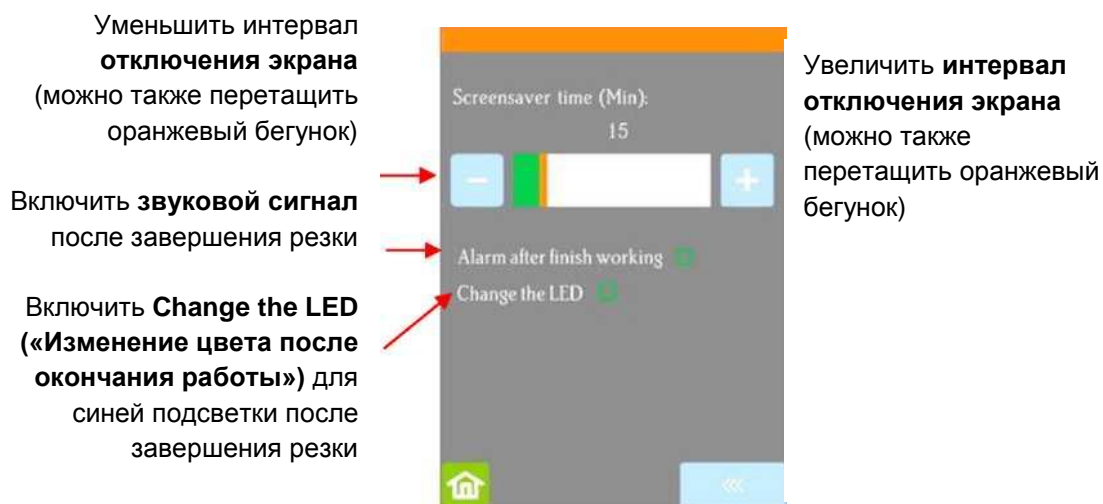 Уменьшить интервал
отключения экрана
(можно также перетащить
оранжевый бегунок)
Включить звуковой сигнал
после завершения резки
Включить Change the LED
(«Изменение цвета после
окончания работы») для
синей подсветки после
завершения резки
Screensaver time (Min):
15
Alarm after finish working
Change the LED
Увеличить интервал
отключения экрана
(можно также
перетащить оранжевый
бегунок)